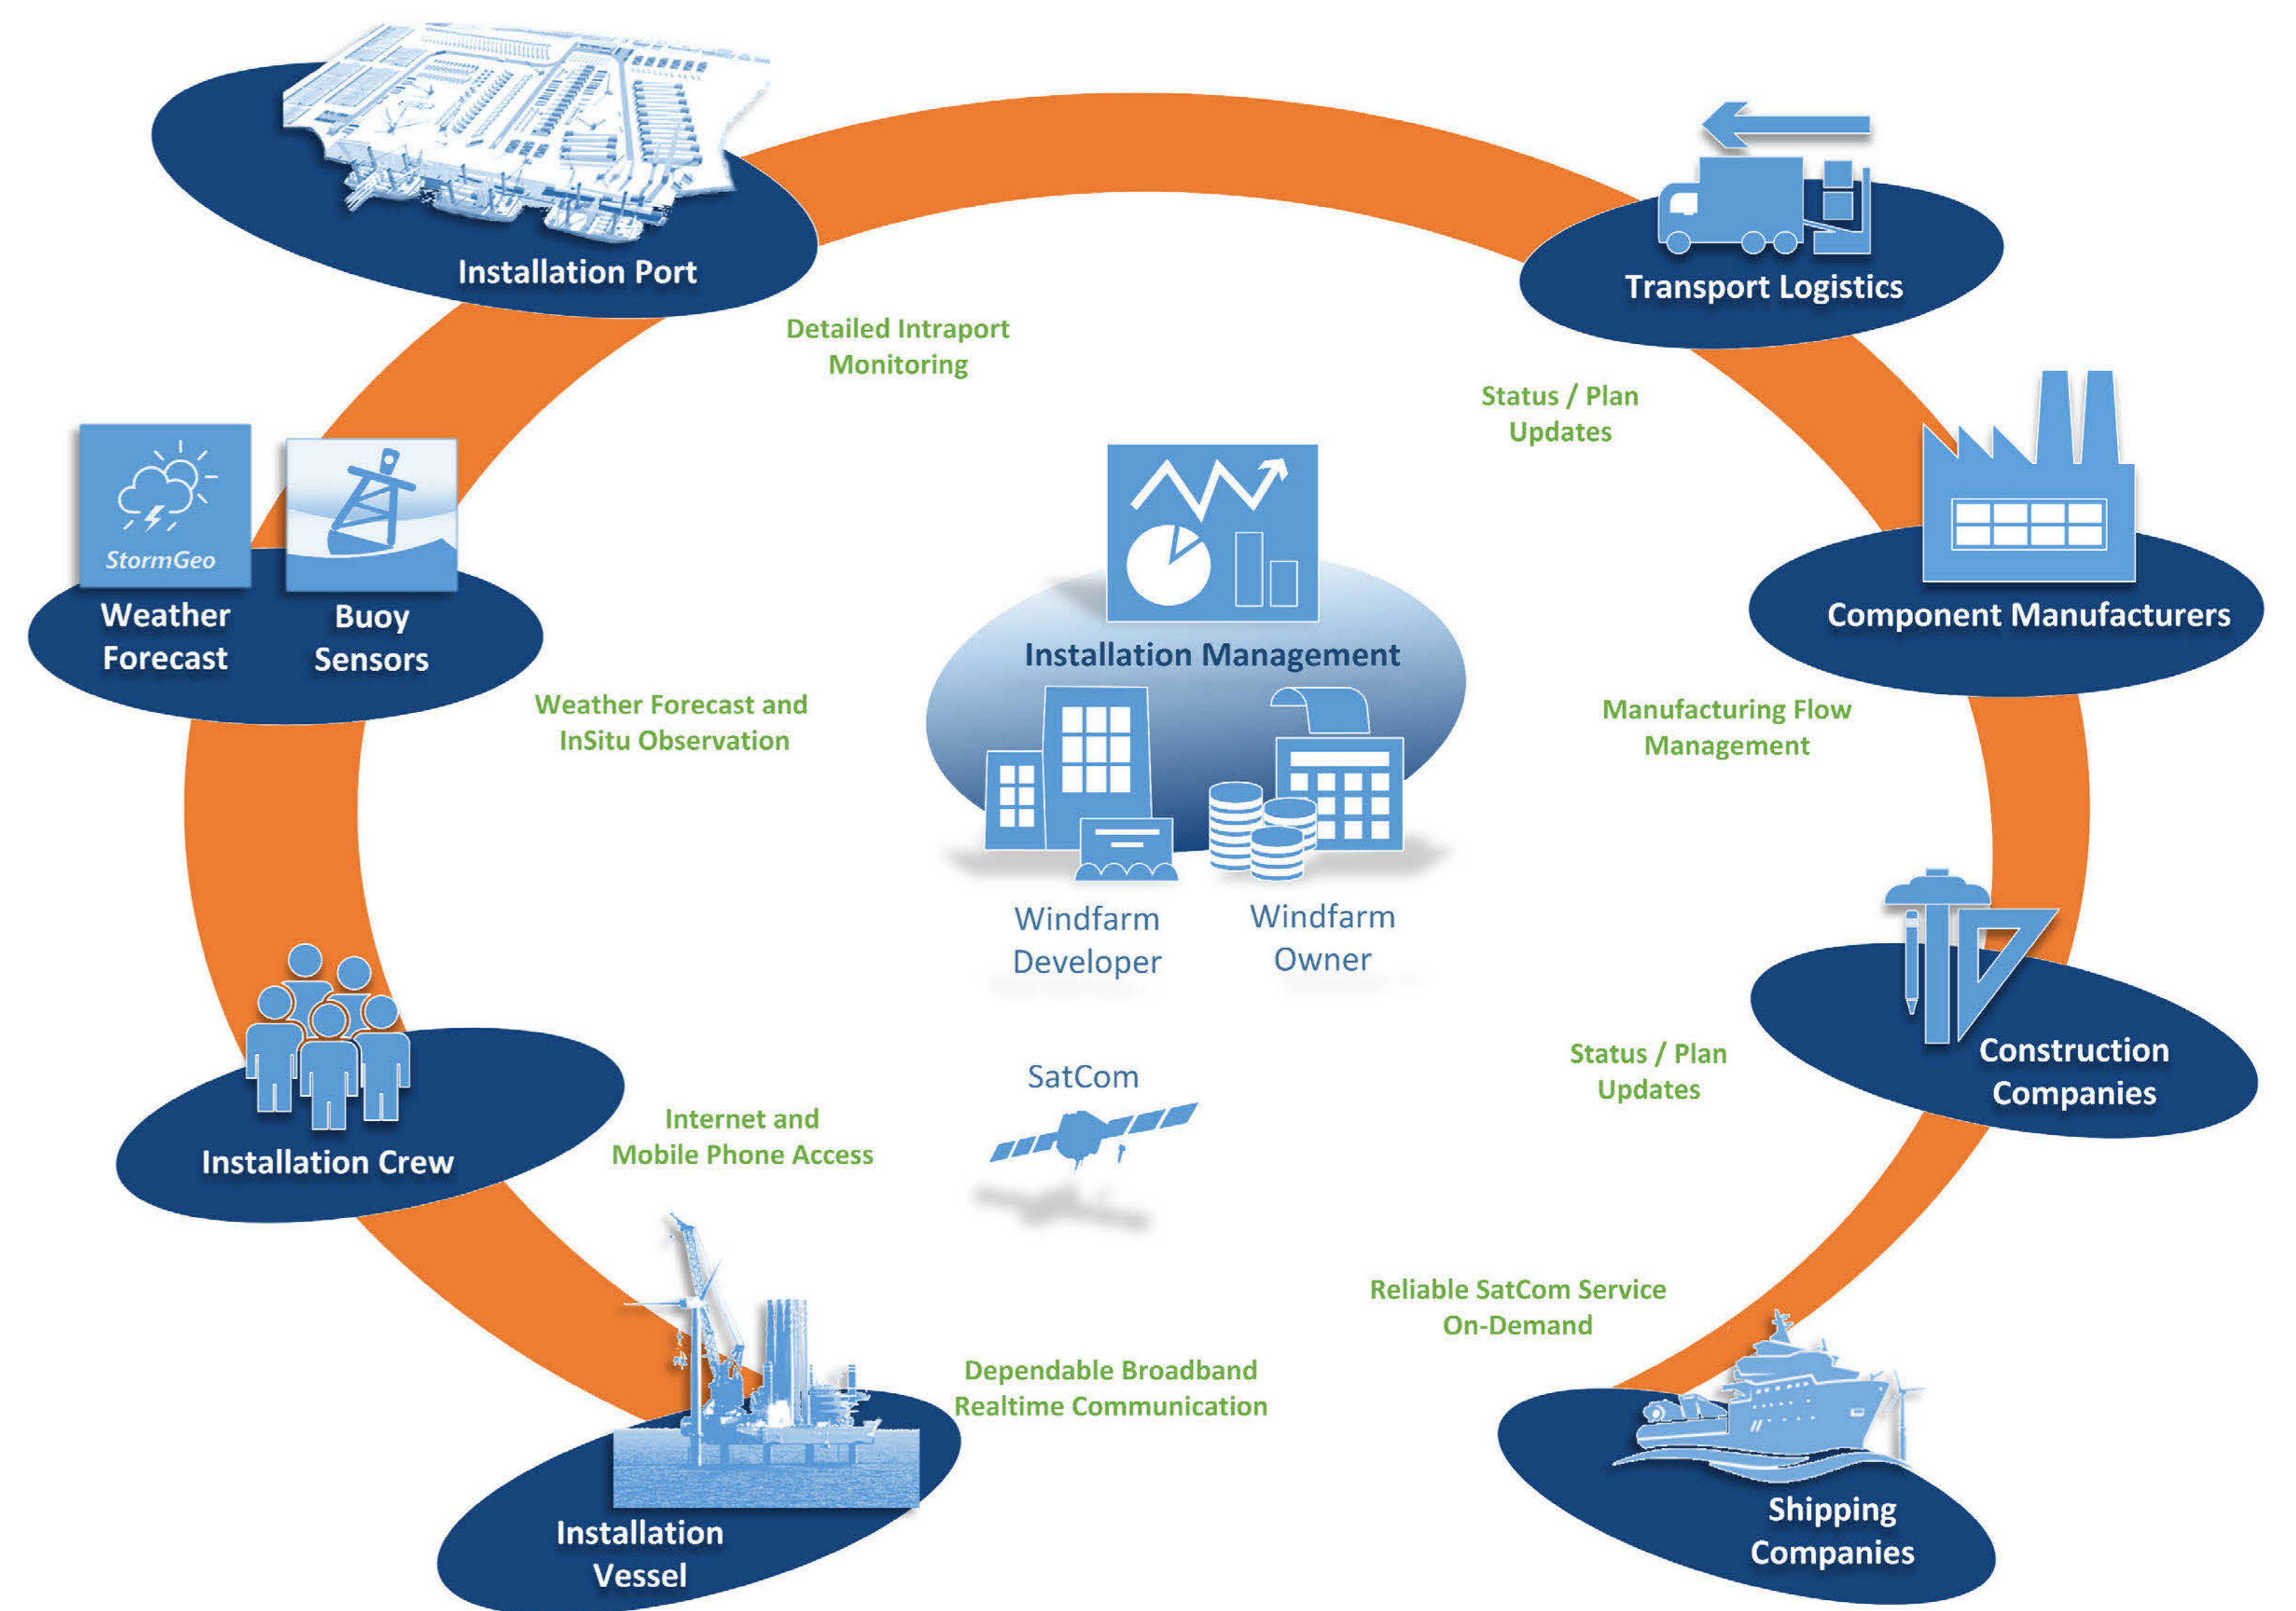 Installation Port
Transport Logistics
Detailed Intraport
Monitoring
Status / Plan
Updates
StormGeo
Weather
Forecast
Buoy
Sensors
Installation Management
Component Manufacturers
Weather Forecast and
InSitu Observation
Manufacturing Flow
Management
Windfarm
Developer
Windfarm
Owner
Construction
Companies
Status / Plan
Updates
SatCom
Internet and
Mobile Phone Access
Installation Crew
Reliable SatCom Service
On-Demand
Dependable Broadband
Realtime Communication
Installation
Vessel
Shipping
Companies